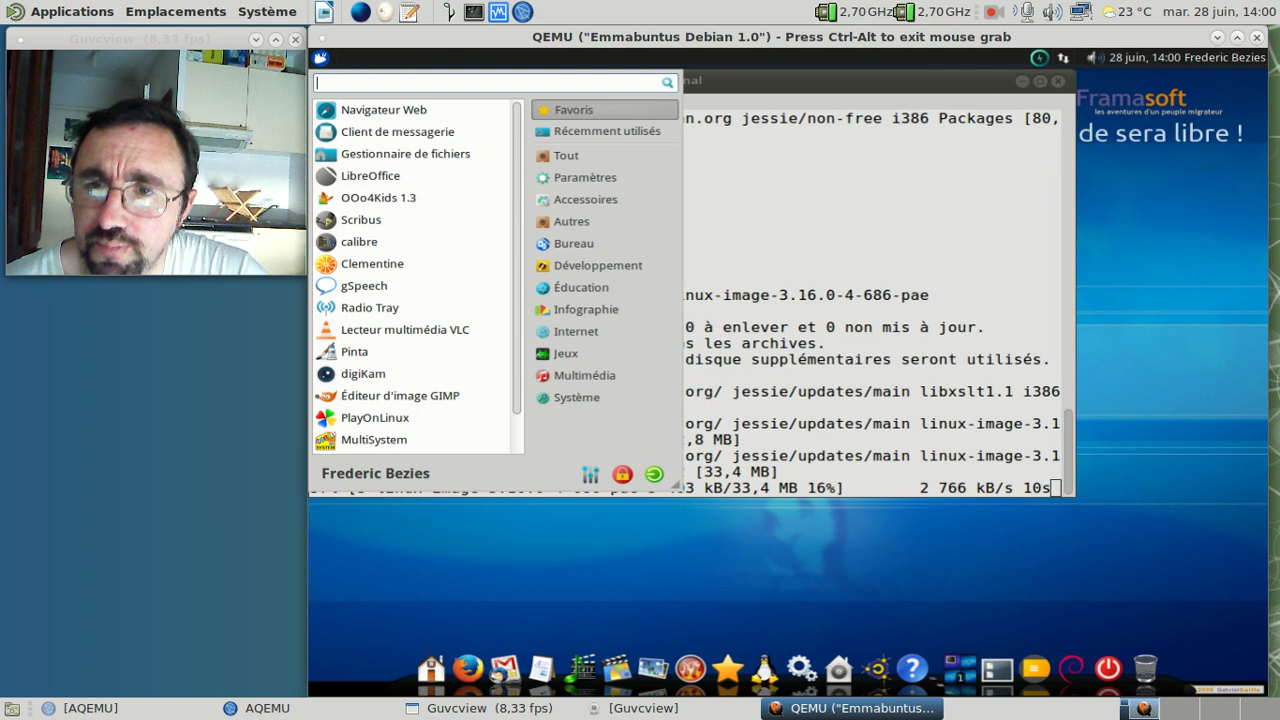 Applications Emplacements Système
2,70 GHz 2,70 GHz 23 °C mar. 28 juin, 14:00
Guvcview (8,33 fps)
QEMU ("Emmabuntus Debian 1.0") - Press Ctrl-Alt to exit mouse grab
28 juin, 14:00 Frederic Bezies
nal
Navigateur Web
Client de messagerie
Gestionnaire de fichiers
LibreOffice
OOo4Kids 1.3
Scribus
calibre
Clementine
gSpeech
Radio Tray
Lecteur multimédia VLC
Pinta
digiKam
Éditeur d'image GIMP
PlayOnLinux
MultiSystem
Favoris
Récemment utilisés
Tout
Paramètres
Accessoires
Autres
Bureau
Développement
Éducation
Infographie
Internet
Jeux
Multimédia
Système
Frederic Bezies
an.org jessie/non-free i386 Packages [80,
inux-image-3.16.0-4-686-pae
0 à enlever et 0 non mis à jour.
s les archives.
disque supplémentaires seront utilisés.
org/ jessie/updates/main libxslt1.1 i386
org/ jessie/updates/main linux-image-3.1
,8 MB]
org/ jessie/updates/main linux-image-3.1
[33,4 MB]
kB/33,4 MB 16%] 2 766 kB/s 10s
Framasoft
les aventures d'un peuple migrateur
de sera libre !
[AQEMU] AQEMU Guvcview (8,33 fps) [Guvcview] QEMU ("Emmabuntus...